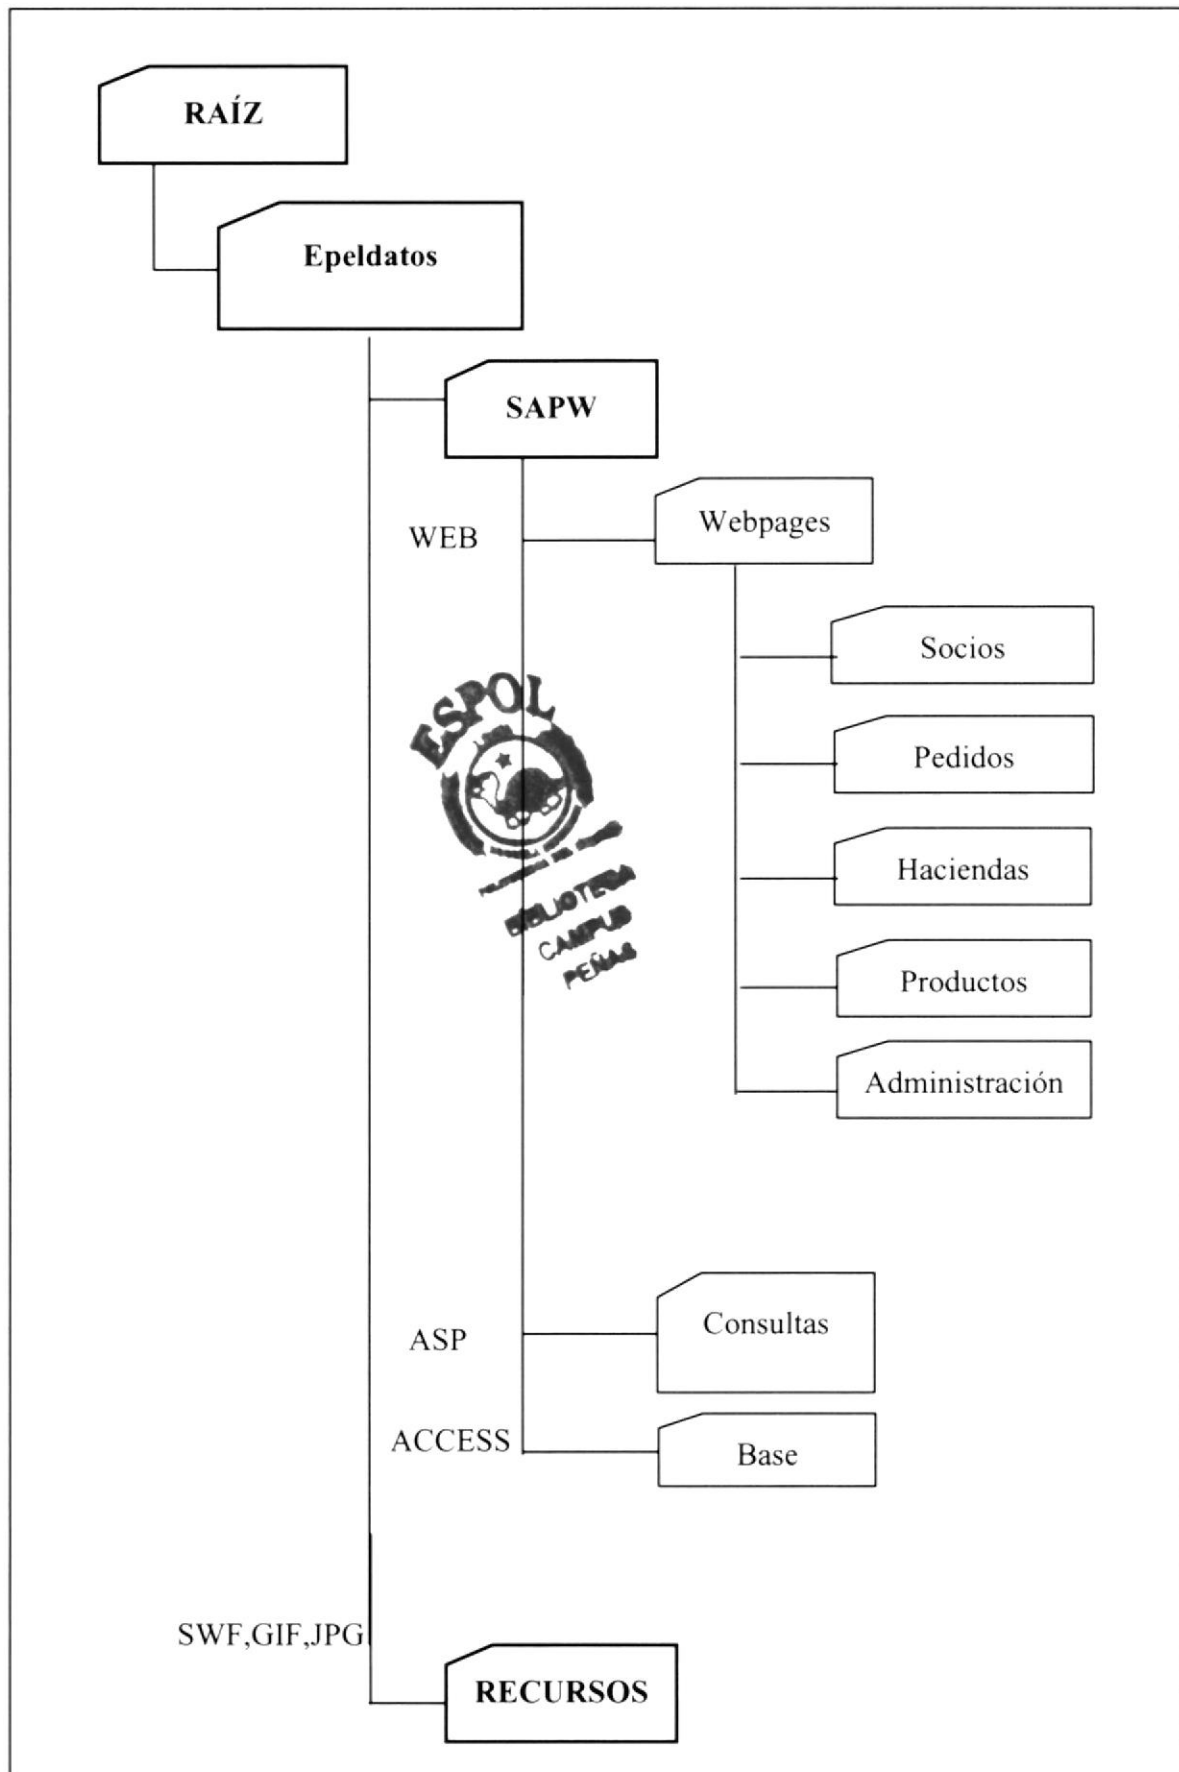 RAÍZ
Epeldatos
SAPW
WEB
Webpages
Socios
ESPOL
Pedidos
Haciendas
BIBLIOTECA
CAMPUS
PEÑAS
Productos
Administración
ASP
Consultas
ACCESS
Base
SWF,GIF,JPG
RECURSOS